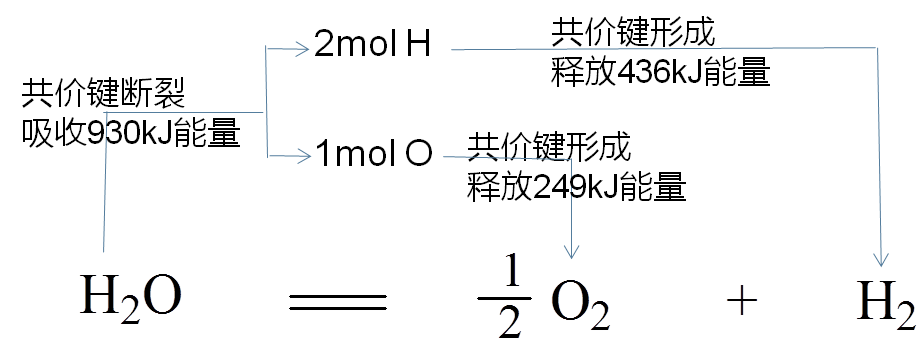 2mol H
共价键形成
释放436kJ能量
共价键断裂
吸收930kJ能量
1mol O
共价键形成
释放249kJ能量
H₂O = 1/2 O₂ + H₂